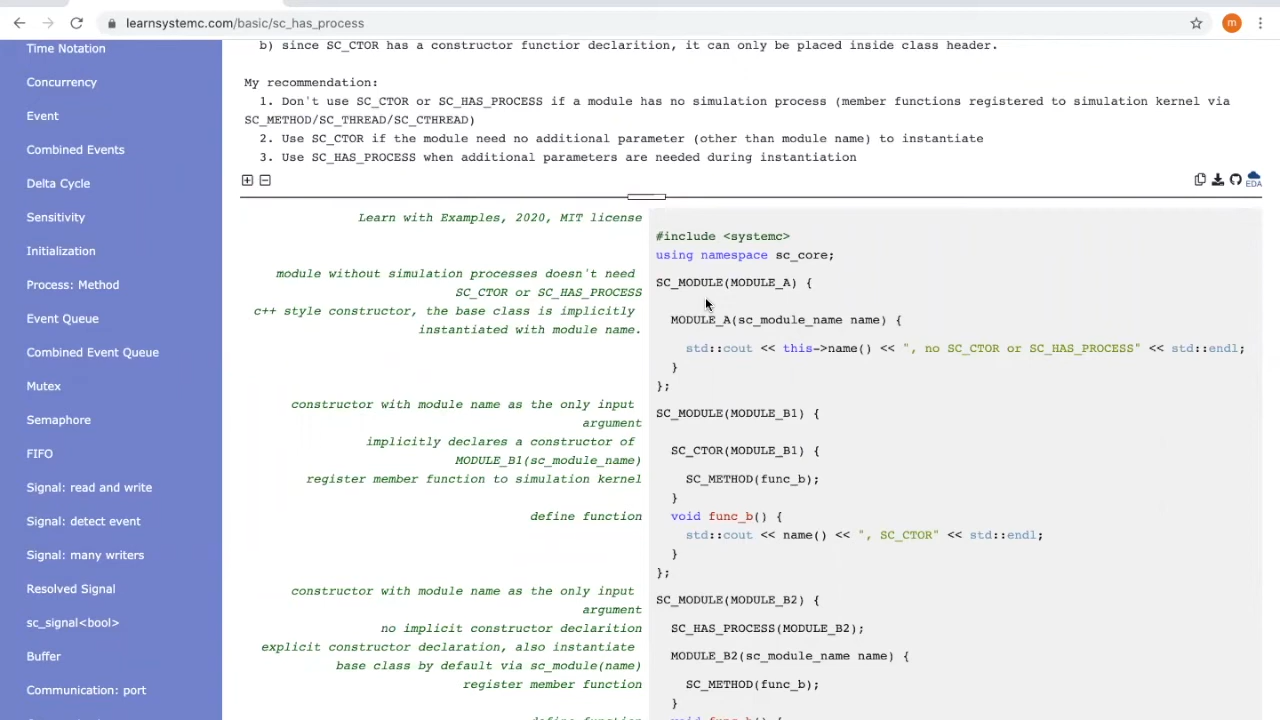 learnsystemc.com/basic/sc_has_process
m
Time Notation
Concurrency
Event
Combined Events
Delta Cycle
Sensitivity
Initialization
Process: Method
Event Queue
Combined Event Queue
Mutex
Semaphore
FIFO
Signal: read and write
Signal: detect event
Signal: many writers
Resolved Signal
sc_signal<bool>
Buffer
Communication: port
b) since SC_CTOR has a constructor functior declarition, it can only be placed inside class header.
My recommendation:
1. Don't use SC_CTOR or SC_HAS_PROCESS if a module has no simulation process (member functions registered to simulation kernel via
SC_METHOD/SC_THREAD/SC_CTHREAD)
2. Use SC_CTOR if the module need no additional parameter (other than module name) to instantiate
3. Use SC_HAS_PROCESS when additional parameters are needed during instantiation
EDA
Learn with Examples, 2020, MIT license
module without simulation processes doesn't need
SC_CTOR or SC_HAS_PROCESS
c++ style constructor, the base class is implicitly
instantiated with module name.
constructor with module name as the only input
argument
implicitly declares a constructor of
MODULE_B1(sc_module_name)
register member function to simulation kernel
define function
constructor with module name as the only input
argument
no implicit constructor declarition
explicit constructor declaration, also instantiate
base class by default via sc_module(name)
register member function
#include <systemc>
using namespace sc_core;
SC_MODULE(MODULE_A) {
MODULE_A(sc_module_name name) {
std::cout << this->name() << ", no SC_CTOR or SC_HAS_PROCESS" << std::endl;
}
};
SC_MODULE(MODULE_B1) {
SC_CTOR(MODULE_B1) {
SC_METHOD(func_b);
}
void func_b() {
std::cout << name() << ", SC_CTOR" << std::endl;
}
};
SC_MODULE(MODULE_B2) {
SC_HAS_PROCESS(MODULE_B2);
MODULE_B2(sc_module_name name) {
SC_METHOD(func_b);
}